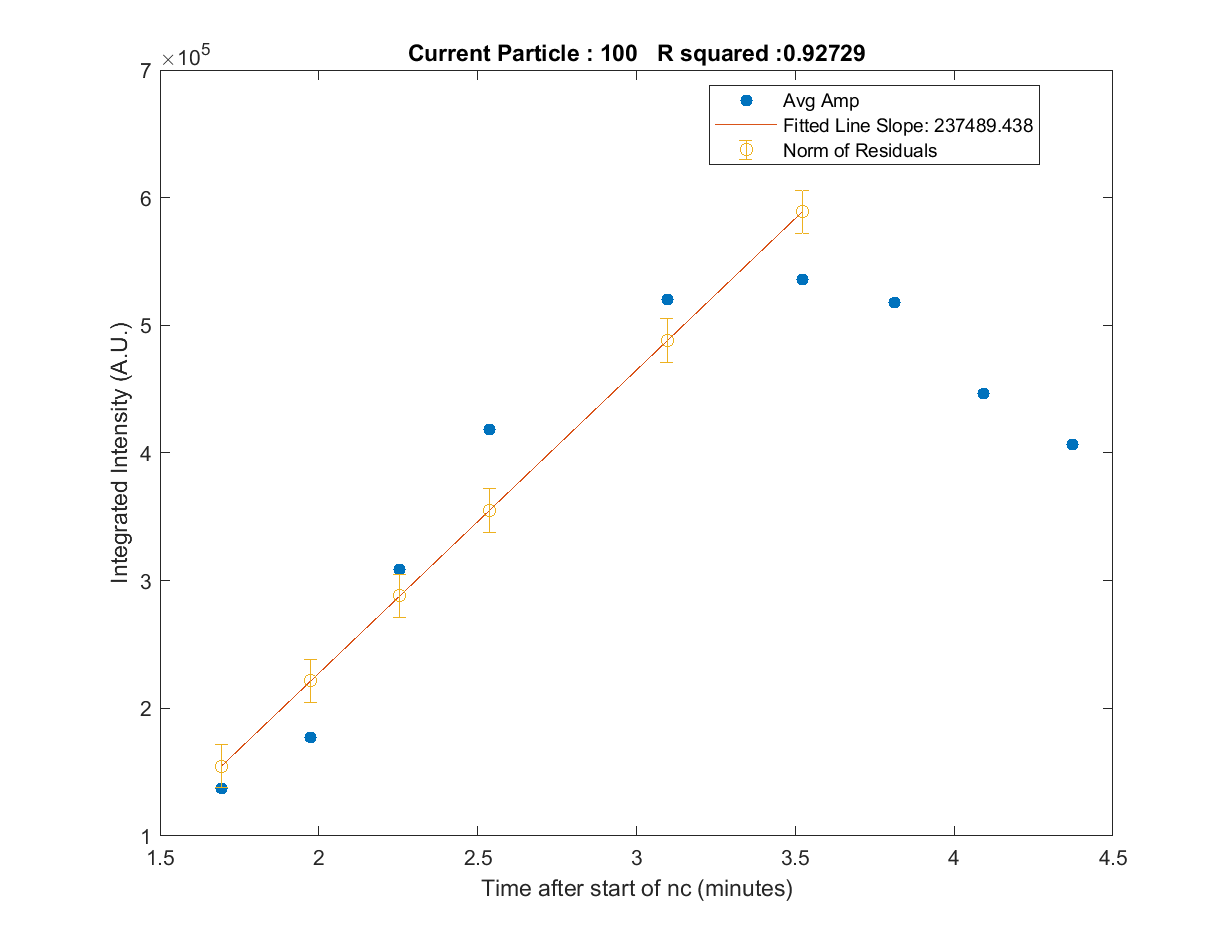 Current Particle : 100 R squared :0.92729
×10⁵
Avg Amp
Fitted Line Slope: 237489.438
Norm of Residuals
7
6
5
4
3
2
1
Integrated Intensity (A.U.)
1.5 2 2.5 3 3.5 4 4.5
Time after start of nc (minutes)